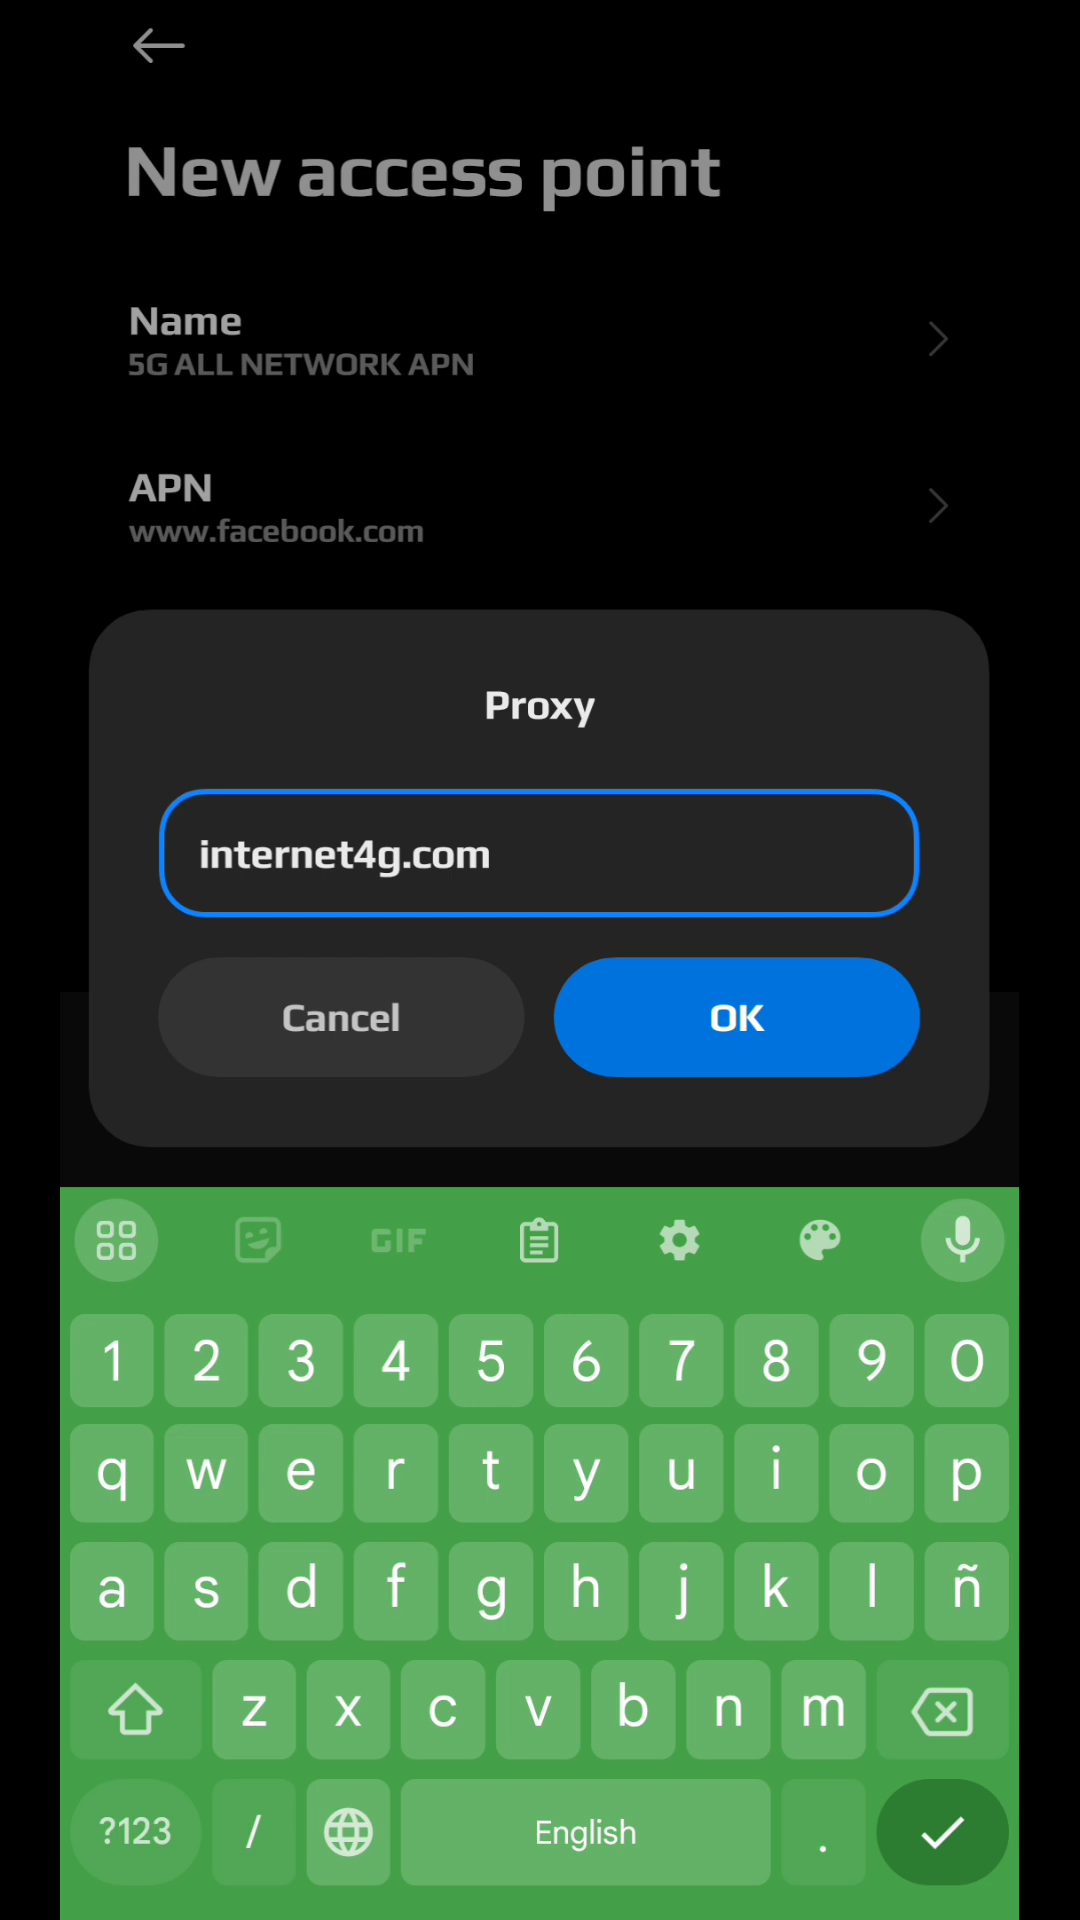 New access point
Name
5G ALL NETWORK APN
APN
www.facebook.com
Proxy
internet4g.com
Cancel OK
GIF
1 2 3 4 5 6 7 8 9 0
q w e r t y u i o p
a s d f g h j k l ñ
z x c v b n m
?123 / English .